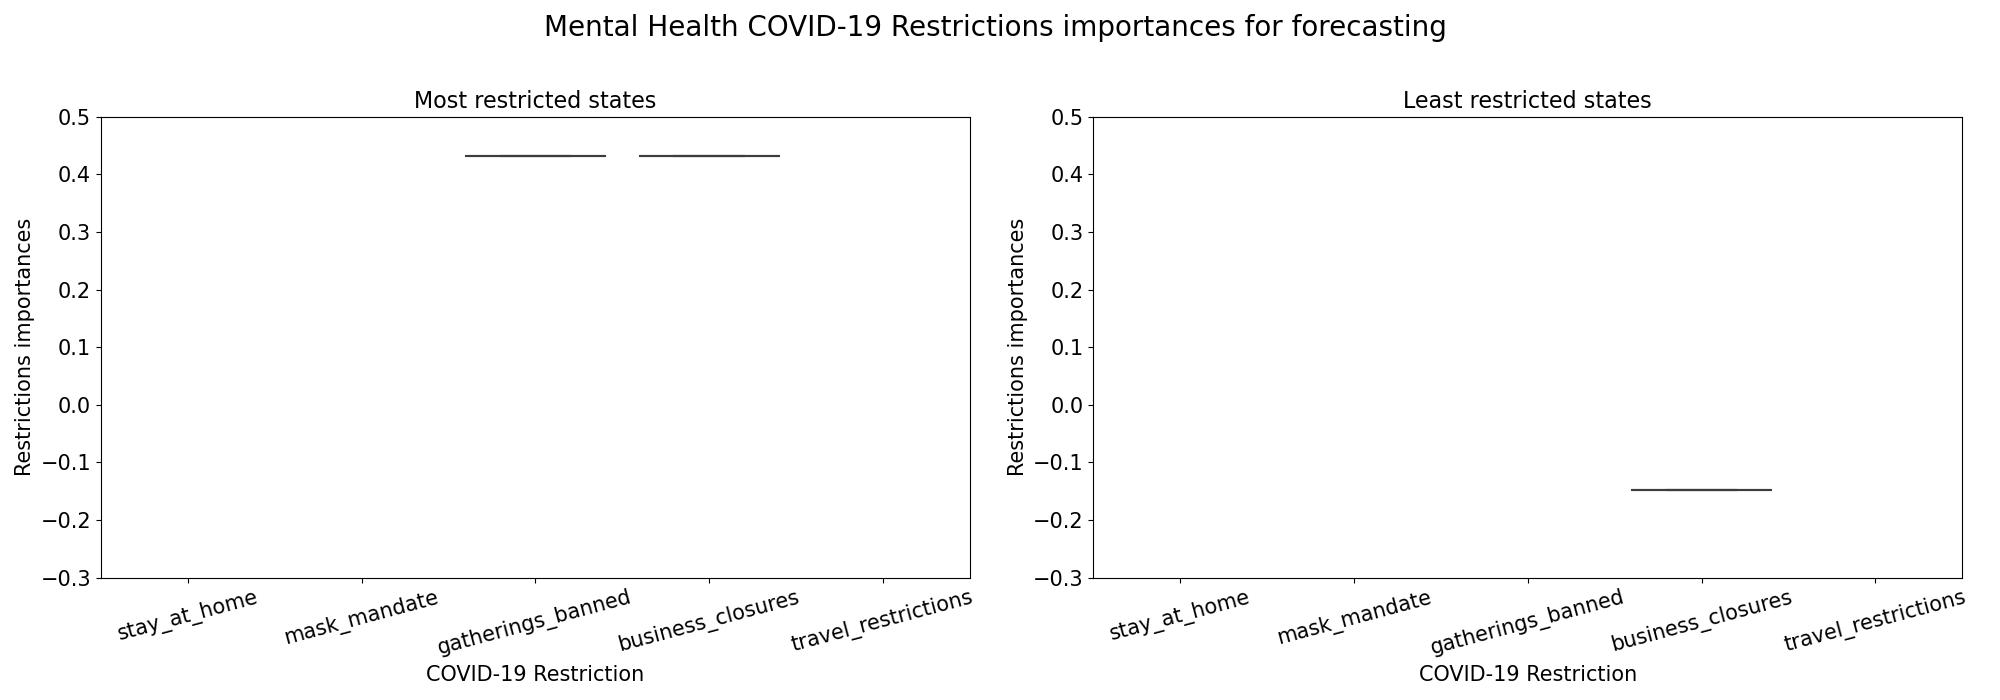 Mental Health COVID-19 Restrictions importances for forecasting
Most restricted states
0.5
0.4
0.3
0.2
0.1
0.0
−0.1
−0.2
−0.3
Restrictions importances
stay_at_home
mask_mandate
gatherings_banned
business_closures
travel_restrictions
COVID-19 Restriction
Least restricted states
0.5
0.4
0.3
0.2
0.1
0.0
−0.1
−0.2
−0.3
Restrictions importances
stay_at_home
mask_mandate
gatherings_banned
business_closures
travel_restrictions
COVID-19 Restriction